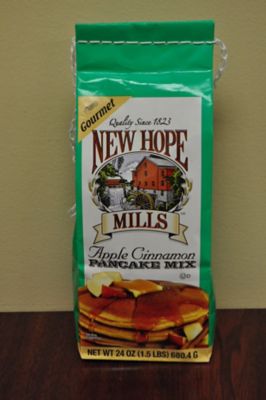 Gourmet
Quality Since 1823
NEW HOPE
MILLS
Apple Cinnamon
PANCAKE MIX
NET WT 24 OZ (1.5 LBS) 680.4 G